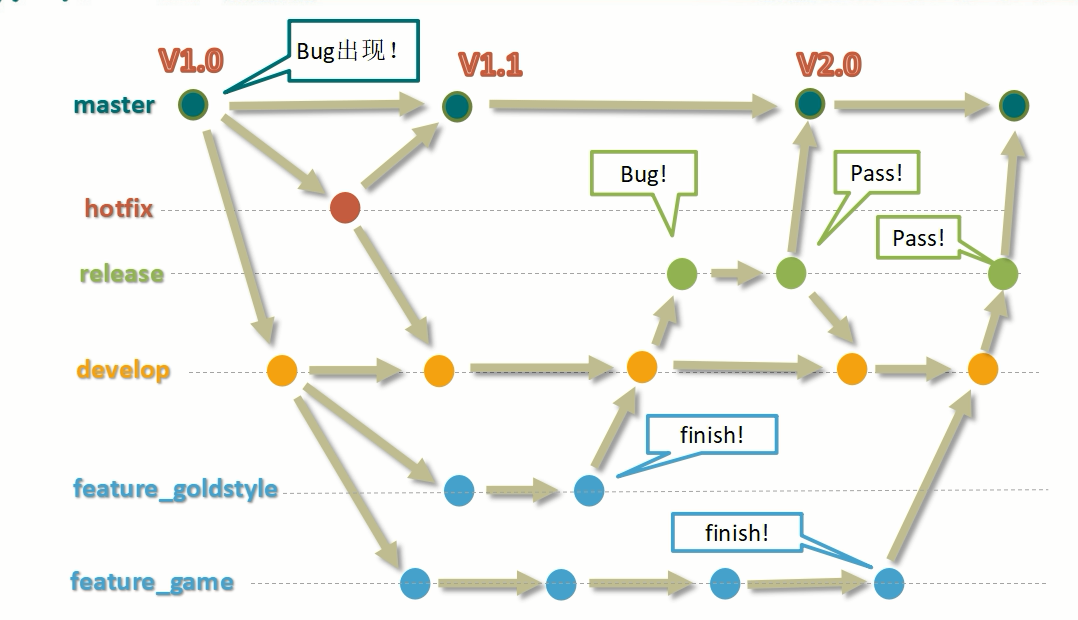 Bug出现！
V1.0
V1.1
V2.0
master
Bug!
Pass!
hotfix
Pass!
release
develop
finish!
feature_goldstyle
finish!
feature_game